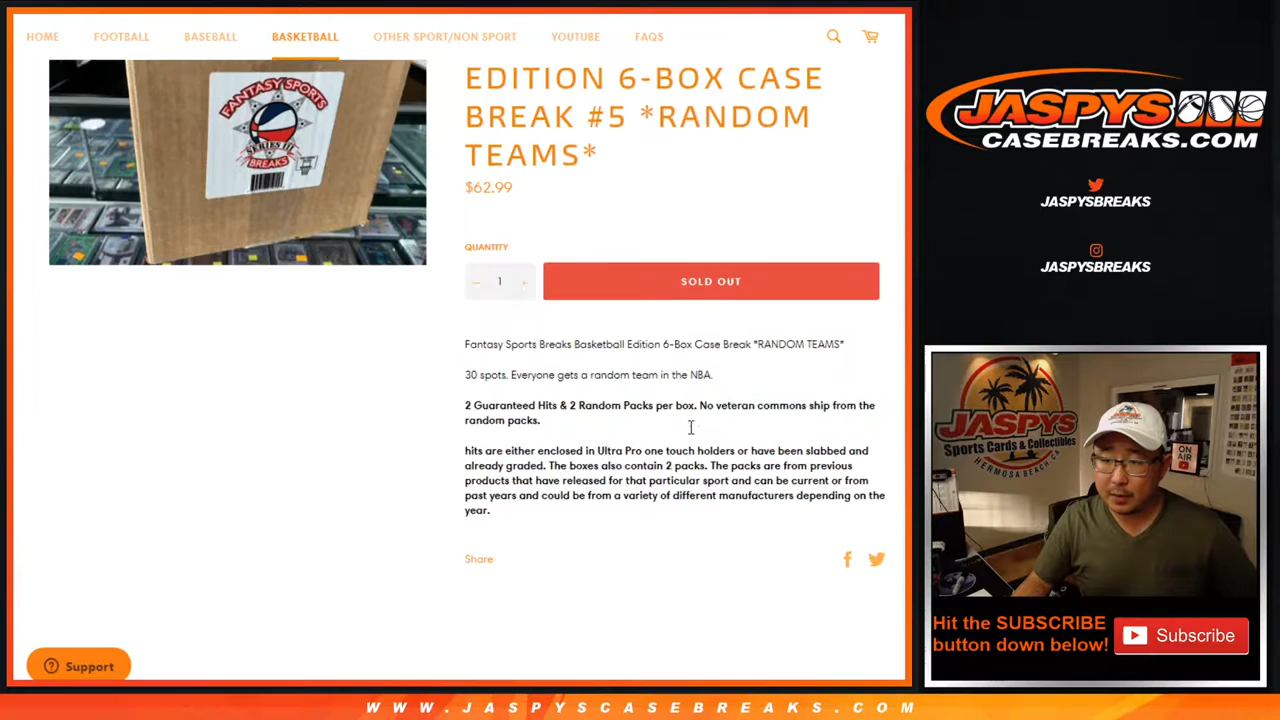 HOME FOOTBALL BASEBALL BASKETBALL OTHER SPORT/NON SPORT YOUTUBE FAQS
FANTASY SPORTS
SERIES III
BREAKS
EDITION 6-BOX CASE
BREAK #5 *RANDOM
TEAMS*
$62.99
QUANTITY
− 1 +
SOLD OUT
Fantasy Sports Breaks Basketball Edition 6-Box Case Break *RANDOM TEAMS*
30 spots. Everyone gets a random team in the NBA.
2 Guaranteed Hits & 2 Random Packs per box. No veteran commons ship from the
random packs.
hits are either enclosed in Ultra Pro one touch holders or have been slabbed and
already graded. The boxes also contain 2 packs. The packs are from previous
products that have released for that particular sport and can be current or from
past years and could be from a variety of different manufacturers depending on the
year.
Share
Support
JASPYS
CASEBREAKS.COM
JASPYSBREAKS
JASPYSBREAKS
JASPYS
Sports Cards & Collectibles
HERMOSA BEACH, CA
ON
AIR
Hit the SUBSCRIBE
button down below!
Subscribe
WWW.JASPYSCASEBREAKS.COM